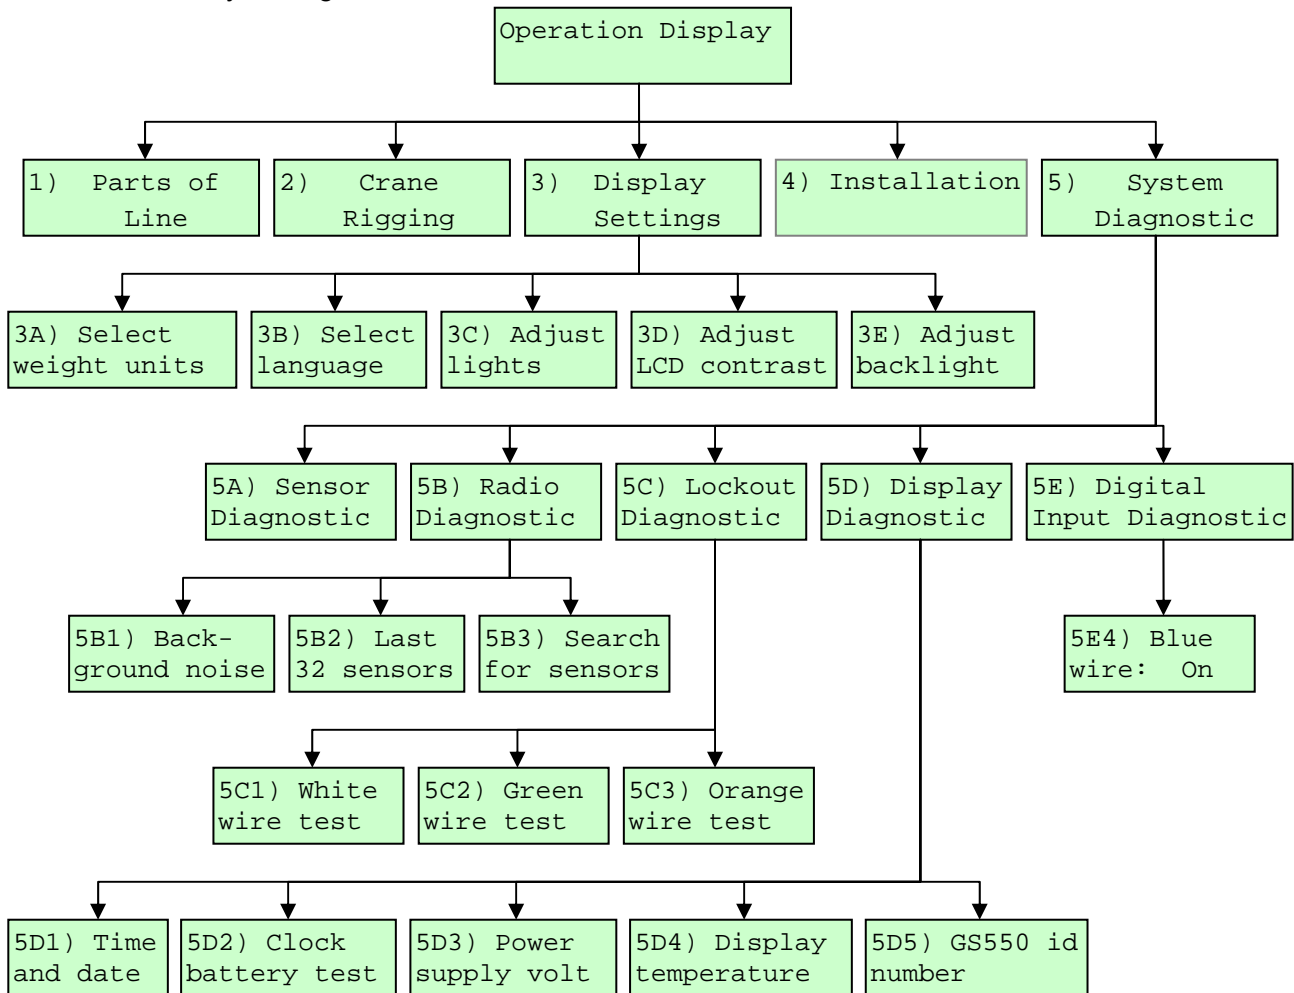 Operation Display
1) Parts of
Line
2) Crane
Rigging
3) Display
Settings
4) Installation
5) System
Diagnostic
3A) Select
weight units
3B) Select
language
3C) Adjust
lights
3D) Adjust
LCD contrast
3E) Adjust
backlight
5A) Sensor
Diagnostic
5B) Radio
Diagnostic
5C) Lockout
Diagnostic
5D) Display
Diagnostic
5E) Digital
Input Diagnostic
5B1) Back-
ground noise
5B2) Last
32 sensors
5B3) Search
for sensors
5E4) Blue
wire: On
5C1) White
wire test
5C2) Green
wire test
5C3) Orange
wire test
5D1) Time
and date
5D2) Clock
battery test
5D3) Power
supply volt
5D4) Display
temperature
5D5) GS550 id
number